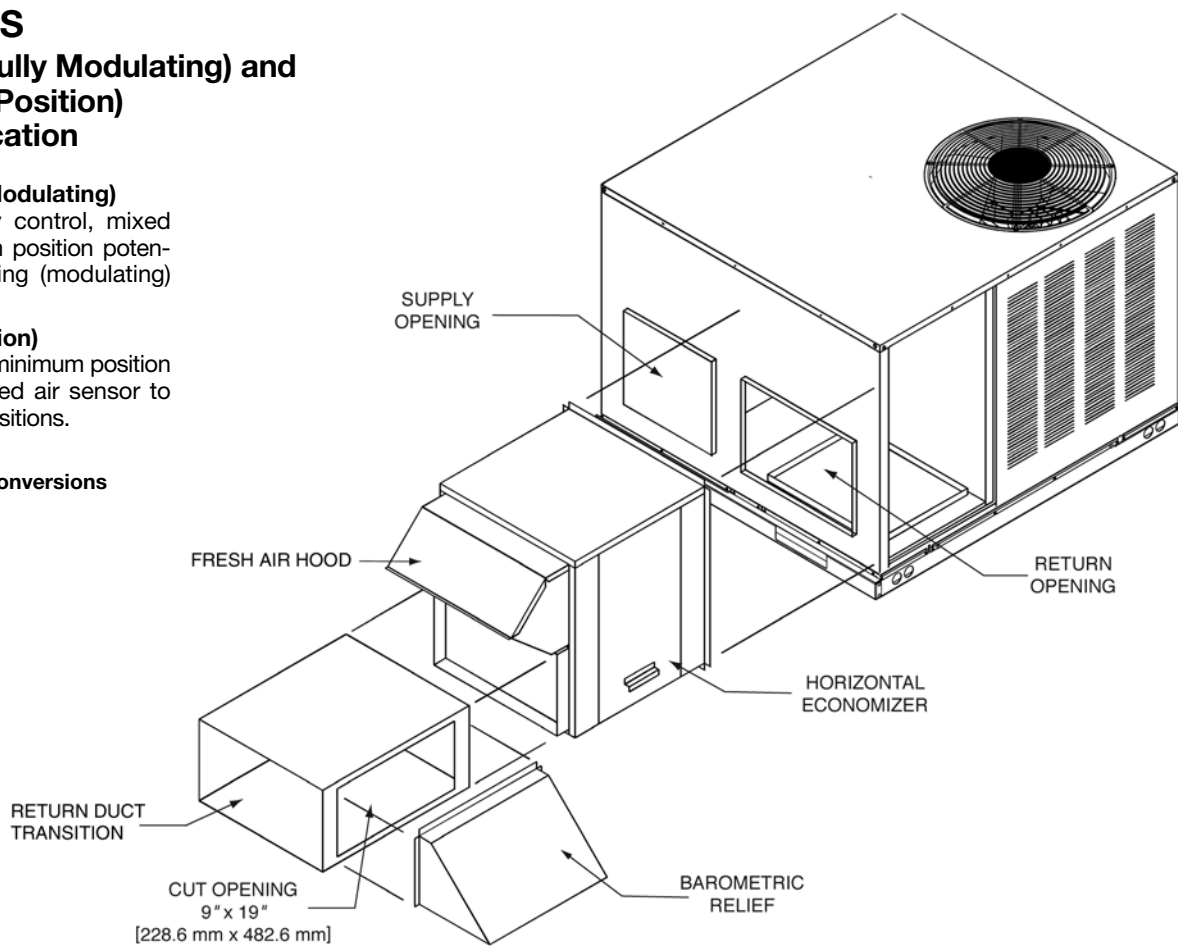 S
ully Modulating) and
Position)
cation
Modulating)
control, mixed
position poten-
ing (modulating)
ion)
minimum position
ed air sensor to
sitions.
onversions
SUPPLY
OPENING
FRESH AIR HOOD
RETURN
OPENING
HORIZONTAL
ECONOMIZER
RETURN DUCT
TRANSITION
CUT OPENING
9" x 19"
[228.6 mm x 482.6 mm]
BAROMETRIC
RELIEF